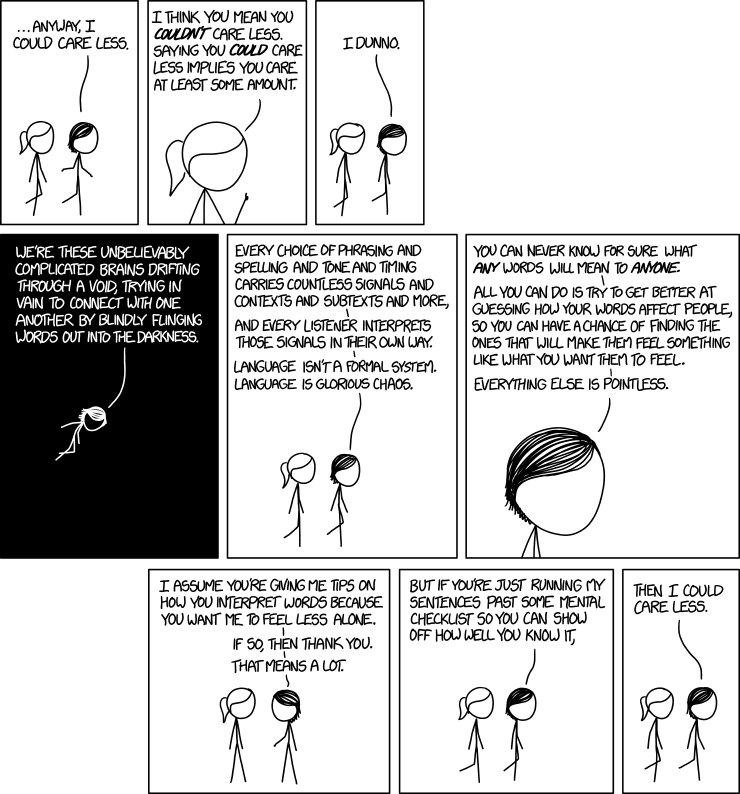 ...ANYWAY, I
COULD CARE LESS.
I THINK YOU MEAN YOU
COULDN'T CARE LESS.
SAYING YOU COULD CARE
LESS IMPLIES YOU CARE
AT LEAST SOME AMOUNT.
I DUNNO.
WE'RE THESE UNBELIEVABLY
COMPLICATED BRAINS DRIFTING
THROUGH A VOID, TRYING IN
VAIN TO CONNECT WITH ONE
ANOTHER BY BLINDLY FLINGING
WORDS OUT INTO THE DARKNESS.
EVERY CHOICE OF PHRASING AND
SPELLING AND TONE AND TIMING
CARRIES COUNTLESS SIGNALS AND
CONTEXTS AND SUBTEXTS AND MORE,
AND EVERY LISTENER INTERPRETS
THOSE SIGNALS IN THEIR OWN WAY.
LANGUAGE ISN'T A FORMAL SYSTEM.
LANGUAGE IS GLORIOUS CHAOS.
YOU CAN NEVER KNOW FOR SURE WHAT
ANY WORDS WILL MEAN TO ANYONE.
ALL YOU CAN DO IS TRY TO GET BETTER AT
GUESSING HOW YOUR WORDS AFFECT PEOPLE,
SO YOU CAN HAVE A CHANCE OF FINDING THE
ONES THAT WILL MAKE THEM FEEL SOMETHING
LIKE WHAT YOU WANT THEM TO FEEL.
EVERYTHING ELSE IS POINTLESS.
I ASSUME YOU'RE GIVING ME TIPS ON
HOW YOU INTERPRET WORDS BECAUSE
YOU WANT ME TO FEEL LESS ALONE.
IF SO, THEN THANK YOU.
THAT MEANS A LOT.
BUT IF YOU'RE JUST RUNNING MY
SENTENCES PAST SOME MENTAL
CHECKLIST SO YOU CAN SHOW
OFF HOW WELL YOU KNOW IT,
THEN I COULD
CARE LESS.